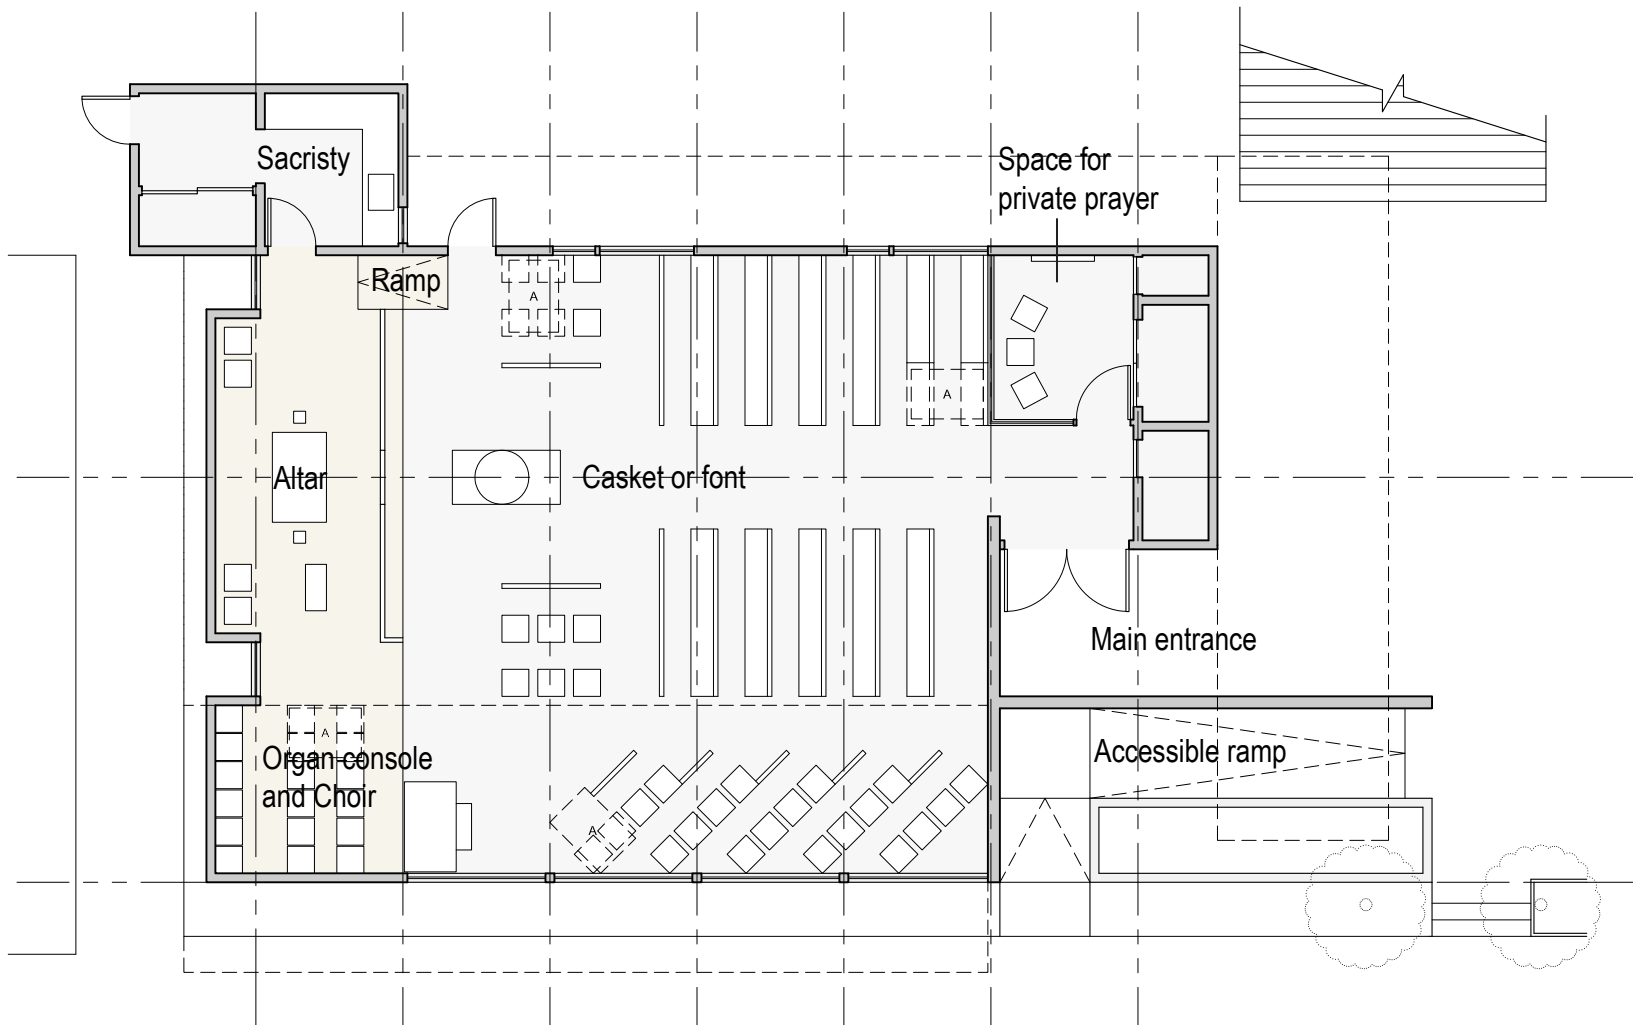 Sacristy
Space for
private prayer
Ramp
A
A
Altar
Casket or font
Main entrance
A
Organ console
and Choir
Accessible ramp
A